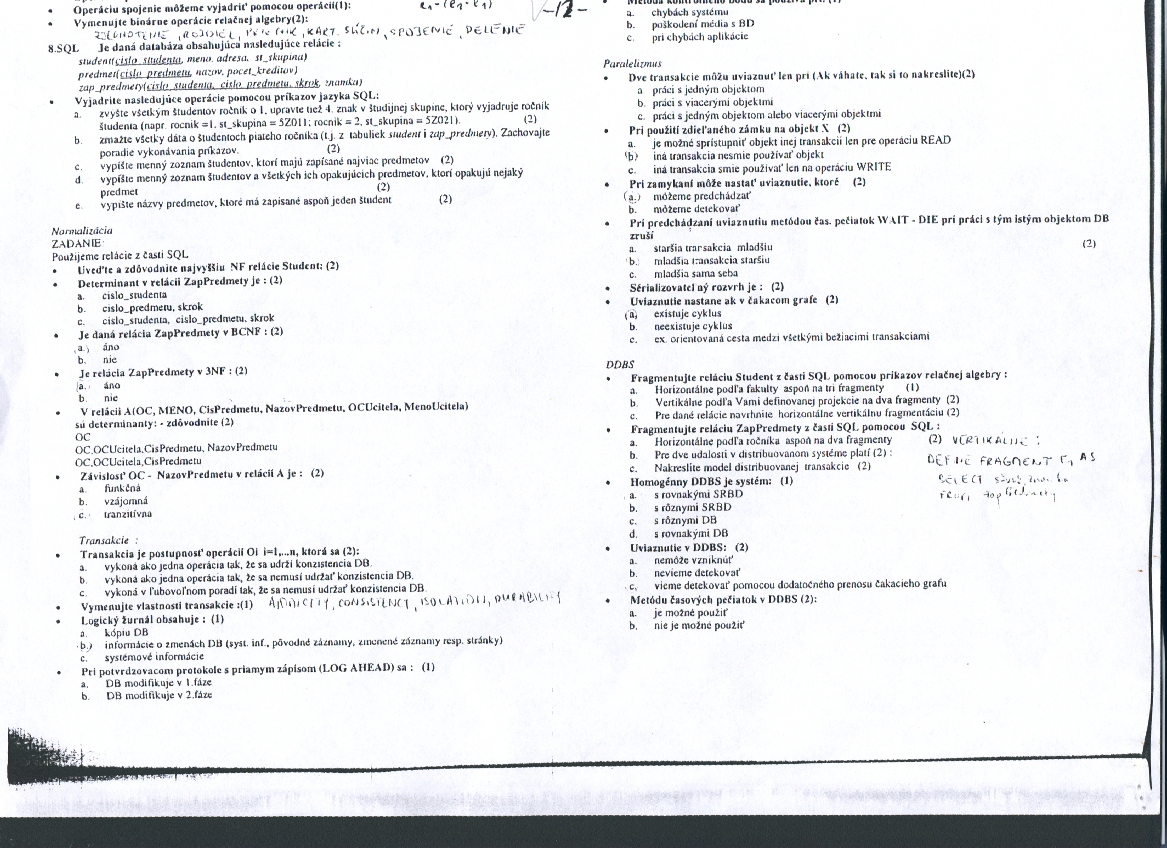 Operáciu spojenie môžeme vyjadriť pomocou operácií(1):
Vymenujte binárne operácie relačnej algebry(2):
ZJEDNOTENIE, ROZDIEL, PRIENIK, KART. SÚČIN, SPOJENIE, DELENIE
8.SQL Je daná databáza obsahujúca nasledujúce relácie :
student(cislo_studenta, meno, adresa, st_skupina)
predmet(cislo_predmetu, nazov, pocet_kreditov)
zap_predmety(cislo_studenta, cislo_predmetu, skrok, znamka)
Vyjadrite nasledujúce operácie pomocou príkazov jazyka SQL:
a. zvýšte všetkým študentov ročník o 1, upravte tiež 4. znak v študijnej skupine, ktorý vyjadruje ročník
študenta (napr. rocnik =1, st_skupina = 5Z011; rocnik = 2, st_skupina = 5Z021). (2)
b. zmažte všetky dáta o študentoch piateho ročníka (t.j. z tabuliek student i zap_predmety). Zachovajte
poradie vykonávania príkazov. (2)
c. vypíšte menný zoznam študentov, ktorí majú zapísané najviac predmetov (2)
d. vypíšte menný zoznam študentov a všetkých ich opakujúcich predmetov, ktorí opakujú nejaký
predmet (2)
e. vypíšte názvy predmetov, ktoré má zapísané aspoň jeden študent (2)
Normalizácia
ZADANIE:
Použijeme relácie z časti SQL
Uveďte a zdôvodnite najvyššiu NF relácie Student: (2)
Determinant v relácii ZapPredmety je : (2)
a. cislo_studenta
b. cislo_predmetu, skrok
c. cislo_studenta, cislo_predmetu, skrok
Je daná relácia ZapPredmety v BCNF : (2)
a. áno
b. nie
Je relácia ZapPredmety v 3NF : (2)
a. áno
b. nie
V relácii A(OC, MENO, CisPredmetu, NazovPredmetu, OCUcitela, MenoUcitela)
sú determinanty: - zdôvodnite (2)
OC
OC,OCUcitela,CisPredmetu, NazovPredmetu
OC,OCUcitela,CisPredmetu
Závislosť OC - NazovPredmetu v relácii A je : (2)
a. funkčná
b. vzájomná
c. tranzitívna
Transakcie :
Transakcia je postupnosť operácií Oi i=1,...n, ktorá sa (2):
a. vykoná ako jedna operácia tak, že sa udrží konzistencia DB.
b. vykoná ako jedna operácia tak, že sa nemusí udržať konzistencia DB.
c. vykoná v ľubovoľnom poradí tak, že sa nemusí udržať konzistencia DB.
Vymenujte vlastnosti transakcie :(1) ATOMICITY, CONSISTENCY, ISOLATION, DURABILITY
Logický žurnál obsahuje : (1)
a. kópiu DB
b.) informácie o zmenách DB (syst. inf., pôvodné záznamy, zmenené záznamy resp. stránky)
c. systémové informácie
Pri potvrdzovacom protokole s priamym zápisom (LOG AHEAD) sa : (1)
a. DB modifikuje v 1.fáze
b. DB modifikuje v 2.fáze
-12-
a. chybách systému
b. poškodení média s BD
c. pri chybách aplikácie
Paralelizmus
Dve transakcie môžu uviaznuť len pri (Ak váhate, tak si to nakreslite)(2)
a práci s jedným objektom
b. práci s viacerými objektmi
c. práci s jedným objektom alebo viacerými objektmi
Pri použití zdieľaného zámku na objekt X (2)
a. je možné sprístupniť objekt inej transakcii len pre operáciu READ
(b) iná transakcia nesmie používať objekt
c. iná transakcia smie používať len na operáciu WRITE
Pri zamykaní môže nastať uviaznutie, ktoré (2)
(a.) môžeme predchádzať
b. môžeme detekovať
Pri predchádzaní uviaznutiu metódou čas. pečiatok WAIT - DIE pri práci s tým istým objektom DB
zruší (2)
a. staršia transakcia mladšiu
b. mladšia transakcia staršiu
c. mladšia sama seba
Sérializovateľný rozvrh je : (2)
Uviaznutie nastane ak v čakacom grafe (2)
(a) existuje cyklus
b. neexistuje cyklus
c. ex. orientovaná cesta medzi všetkými bežiacimi transakciami
DDBS
Fragmentujte reláciu Student z časti SQL pomocou príkazov relačnej algebry :
a. Horizontálne podľa fakulty aspoň na tri fragmenty (1)
b. Vertikálne podľa Vami definovanej projekcie na dva fragmenty (2)
c. Pre dané relácie navrhnite horizontálne vertikálnu fragmentáciu (2)
Fragmentujte reláciu ZapPredmety z časti SQL pomocou SQL :
a. Horizontálne podľa ročníka aspoň na dva fragmenty (2) VERTIKÁLNE :
b. Pre dve udalosti v distribuovanom systéme platí (2) :
DEFINE FRAGMENT F1 AS
c. Nakreslite model distribuovanej transakcie (2)
Homogénny DDBS je systém: (1)
SELECT
FROM zapPredmety
a. s rovnakými SRBD
b. s rôznymi SRBD
c. s rôznymi DB
d. s rovnakými DB
Uviaznutie v DDBS: (2)
a. nemôže vzniknúť
b. nevieme detekovať
c. vieme detekovať pomocou dodatočného prenosu čakacieho grafu
Metódu časových pečiatok v DDBS (2):
a. je možné použiť
b. nie je možné použiť